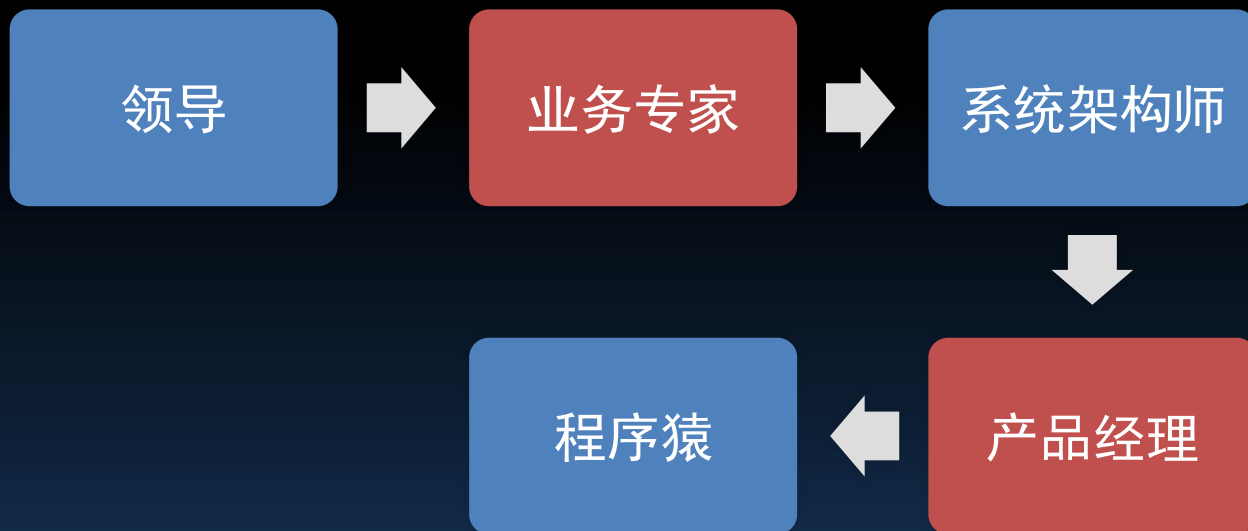 领导
业务专家
系统架构师
产品经理
程序猿